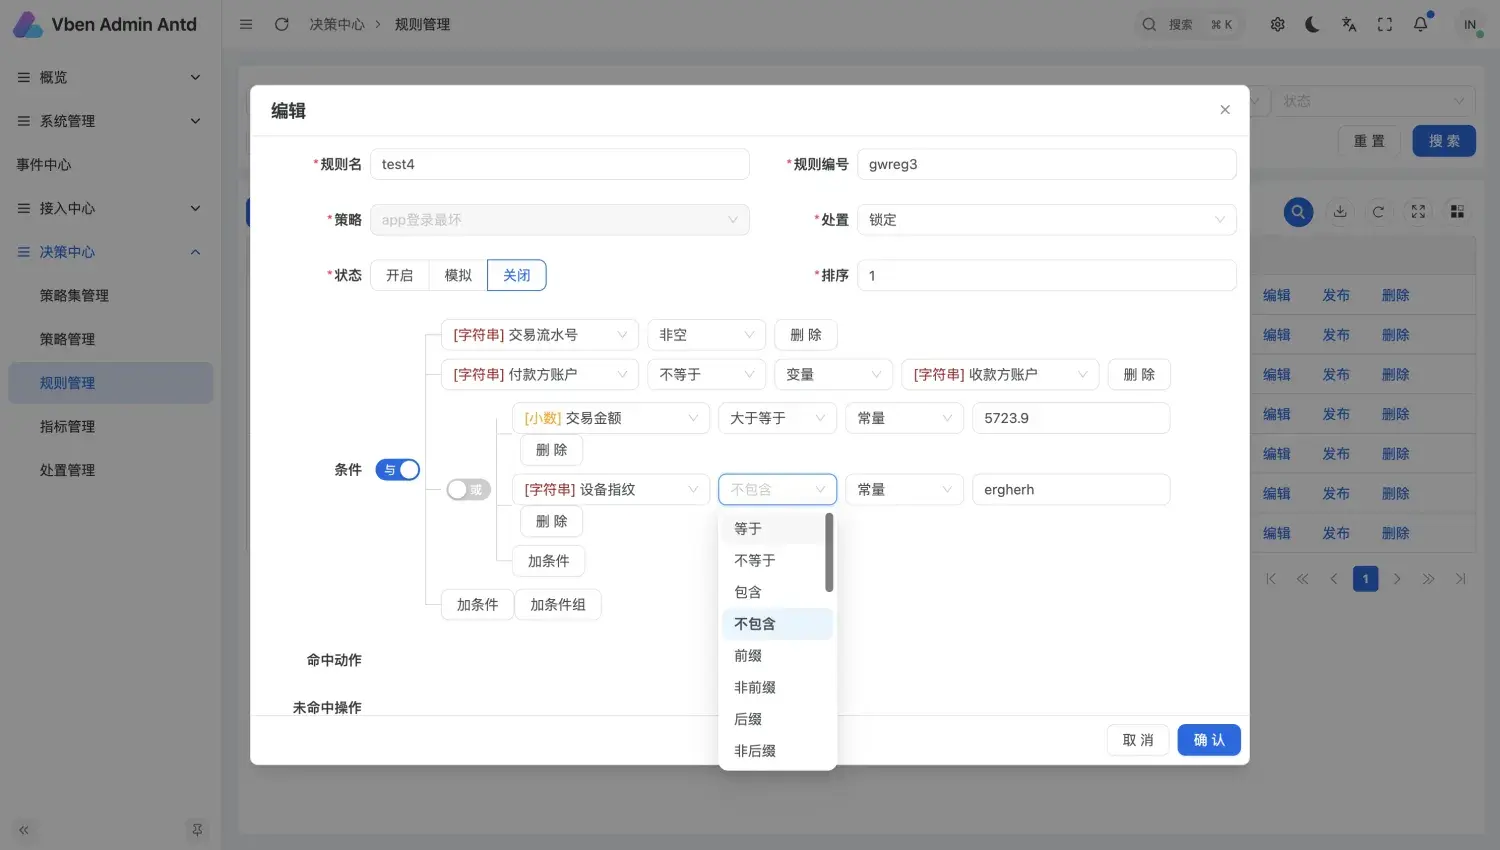 Vben Admin Antd
决策中心 > 规则管理
搜索 ⌘ K
IN
概览
系统管理
事件中心
接入中心
决策中心
策略集管理
策略管理
规则管理
指标管理
处置管理
状态
重 置
搜 索
编辑 发布 删除
编辑 发布 删除
编辑 发布 删除
编辑 发布 删除
编辑 发布 删除
编辑 发布 删除
编辑 发布 删除
1
编辑
*规则名 test4
*规则编号 gwreg3
*策略 app登录最坏
*处置 锁定
*状态 开启 模拟 关闭
*排序 1
条件 与
[字符串] 交易流水号 非空 删 除
[字符串] 付款方账户 不等于 变量 [字符串] 收款方账户 删 除
或
[小数] 交易金额 大于等于 常量 5723.9
删 除
[字符串] 设备指纹 不包含 常量 ergherh
删 除
加条件
加条件 加条件组
等于
不等于
包含
不包含
前缀
非前缀
后缀
非后缀
命中动作
未命中操作
取 消 确 认